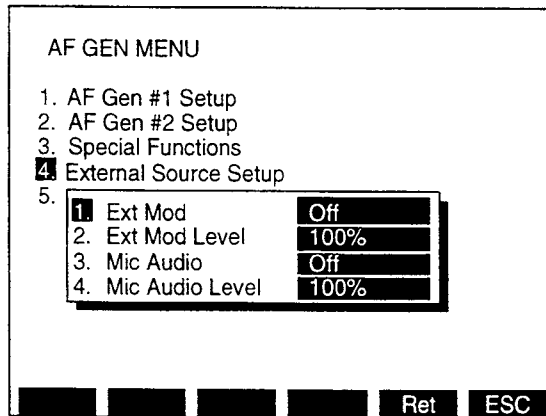 AF GEN MENU
1. AF Gen #1 Setup
2. AF Gen #2 Setup
3. Special Functions
4. External Source Setup
5.
1. Ext Mod Off
2. Ext Mod Level 100%
3. Mic Audio Off
4. Mic Audio Level 100%
Ret ESC